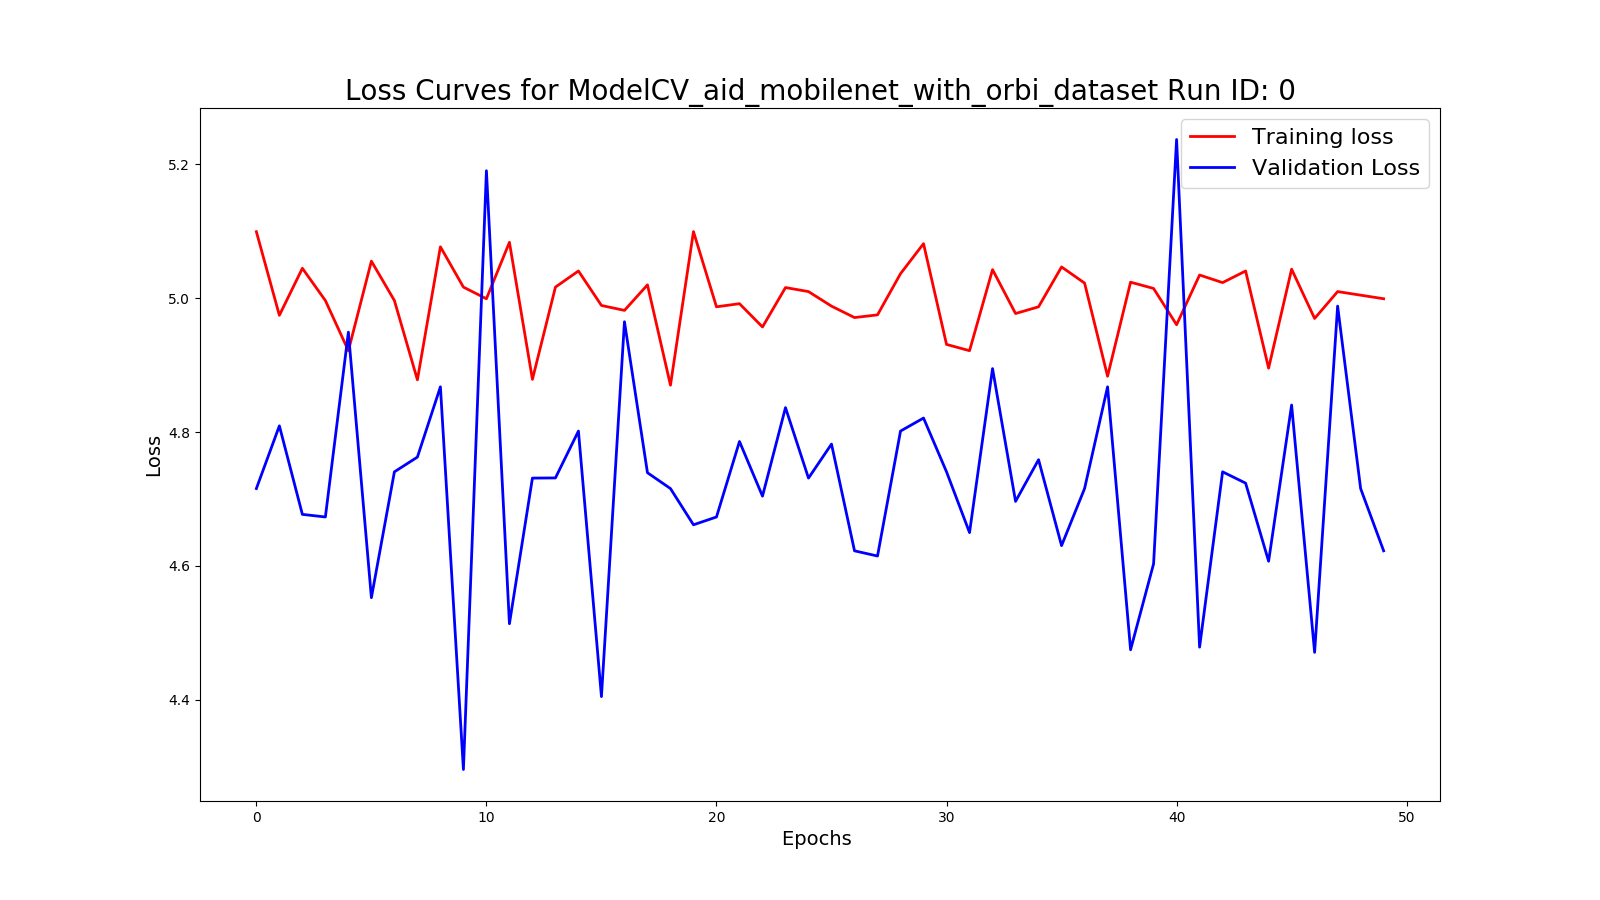 Loss Curves for ModelCV_aid_mobilenet_with_orbi_dataset Run ID: 0
Training loss
Validation Loss
5.2
5.0
4.8
4.6
4.4
Loss
0 10 20 30 40 50
Epochs